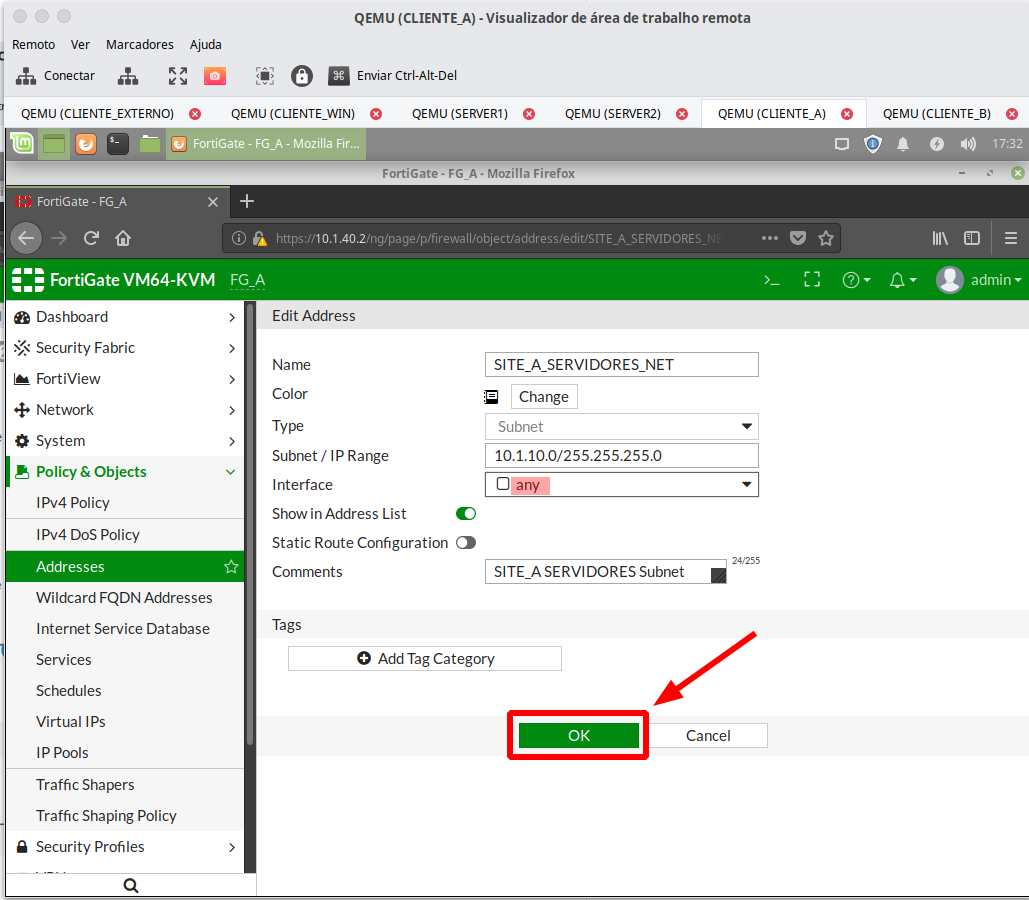 QEMU (CLIENTE_A) - Visualizador de área de trabalho remota
Remoto Ver Marcadores Ajuda
Conectar Enviar Ctrl-Alt-Del
QEMU (CLIENTE_EXTERNO) QEMU (CLIENTE_WIN) QEMU (SERVER1) QEMU (SERVER2) QEMU (CLIENTE_A) QEMU (CLIENTE_B)
FortiGate - FG_A - Mozilla Fir... 17:32
FortiGate - FG_A - Mozilla Firefox
FortiGate - FG_A
https://10.1.40.2/ng/page/p/firewall/object/address/edit/SITE_A_SERVIDORES_NE
FortiGate VM64-KVM FG_A admin
Dashboard
Security Fabric
FortiView
Network
System
Policy & Objects
IPv4 Policy
IPv4 DoS Policy
Addresses
Wildcard FQDN Addresses
Internet Service Database
Services
Schedules
Virtual IPs
IP Pools
Traffic Shapers
Traffic Shaping Policy
Security Profiles
Edit Address
Name SITE_A_SERVIDORES_NET
Color Change
Type Subnet
Subnet / IP Range 10.1.10.0/255.255.255.0
Interface any
Show in Address List
Static Route Configuration
Comments SITE_A SERVIDORES Subnet 24/255
Tags
Add Tag Category
OK Cancel